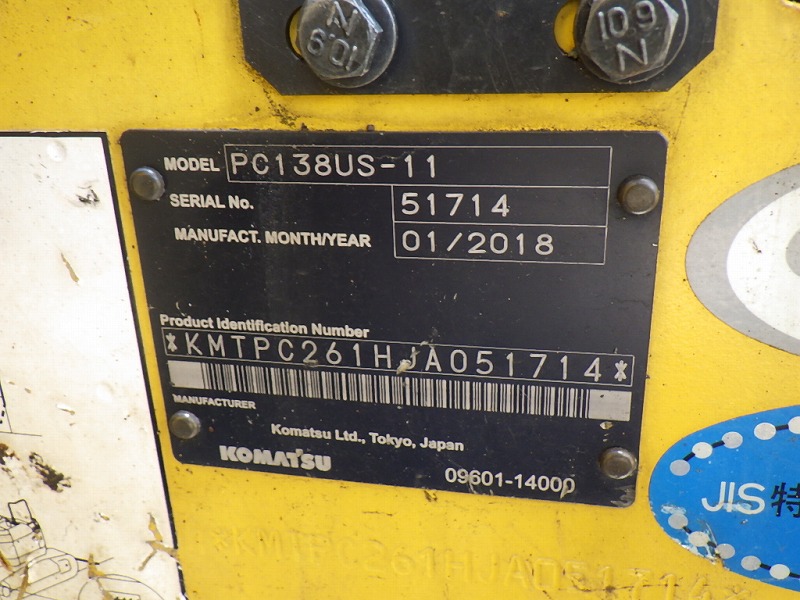 10.9
N
10.9
N
MODEL PC138US-11
SERIAL No. 51714
MANUFACT. MONTH/YEAR 01/2018
Product Identification Number
*KMTPC261HJA051714*
MANUFACTURER
Komatsu Ltd., Tokyo, Japan
KOMATSU
09601-14000
JIS特
*KMTPC261HJA051714*